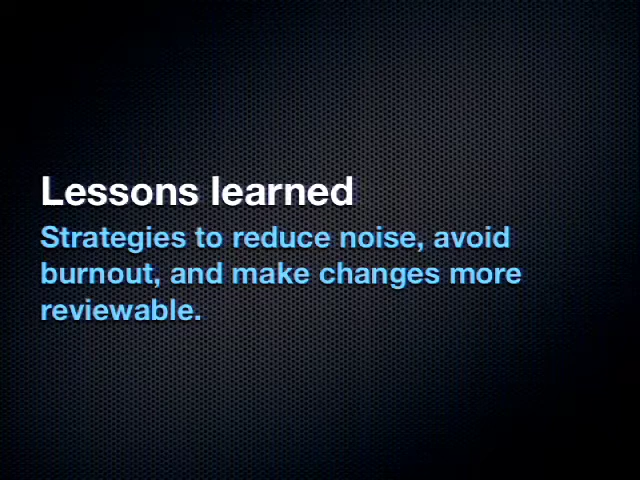 Lessons learned
Strategies to reduce noise, avoid
burnout, and make changes more
reviewable.